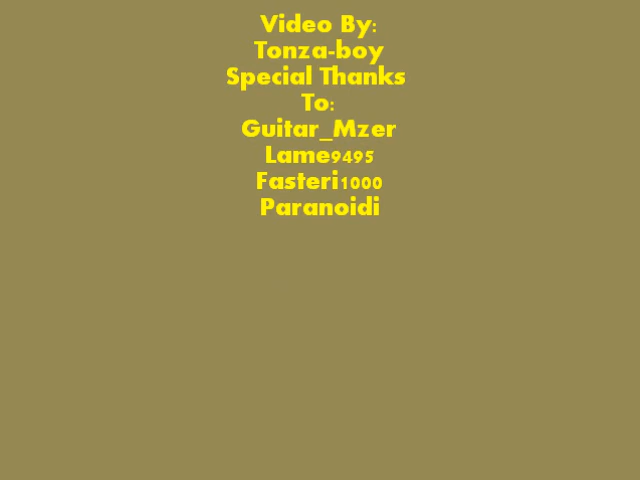 Video By:
Tonza-boy
Special Thanks
To:
Guitar_Mzer
Lame9495
Fasteri1000
Paranoidi